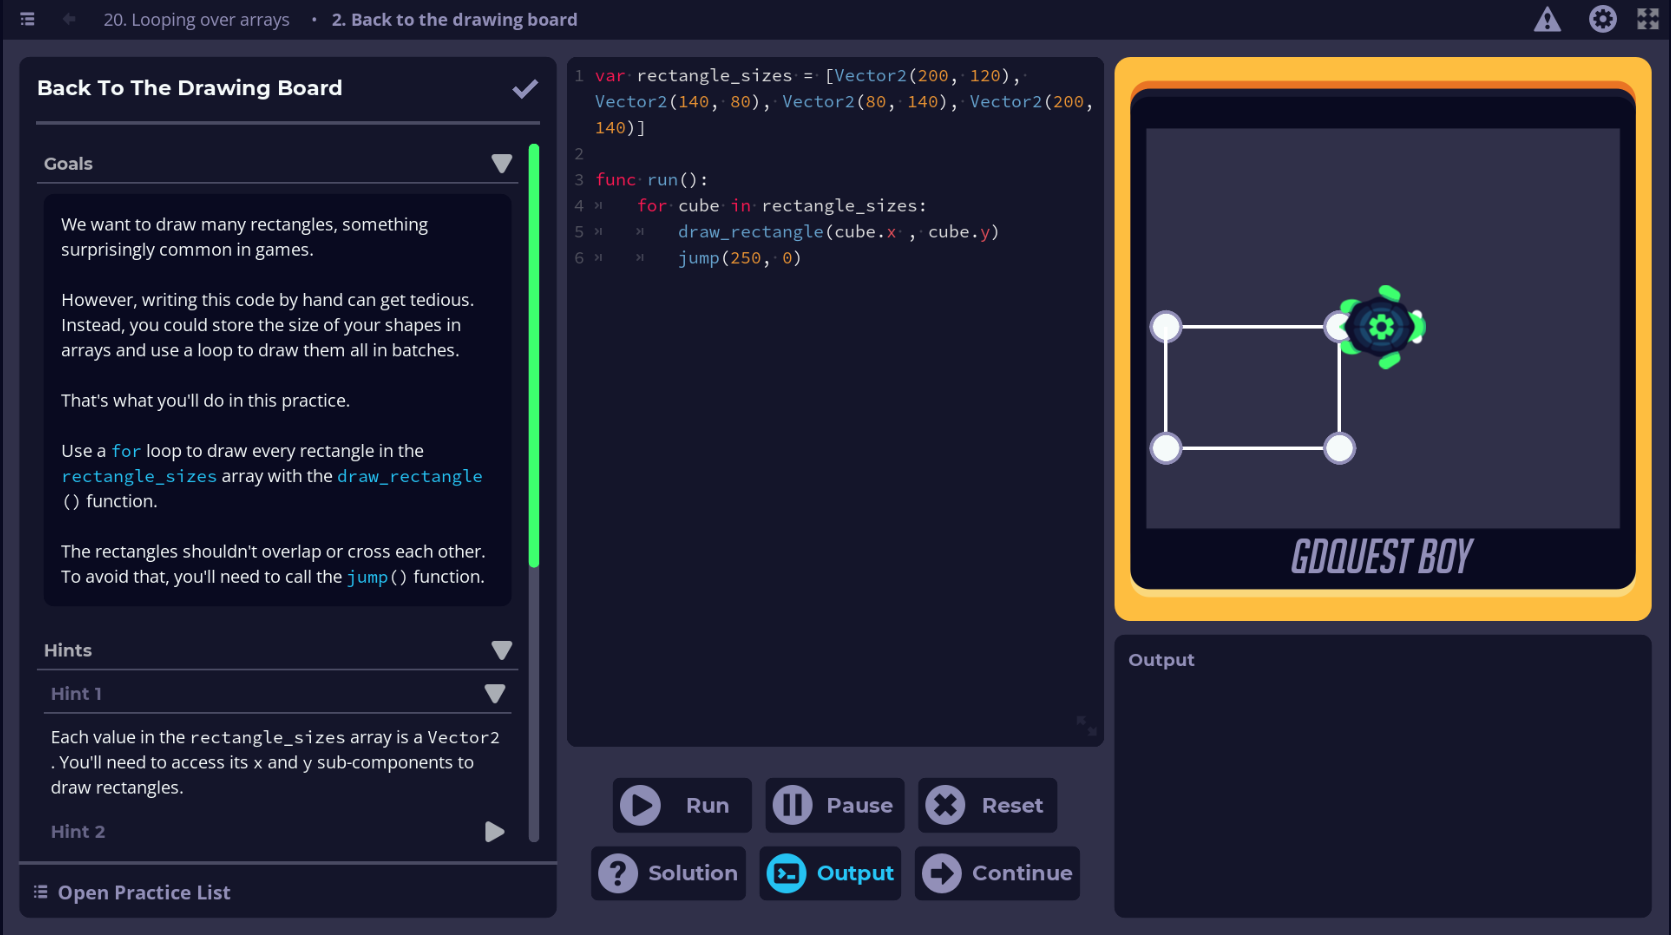 20. Looping over arrays • 2. Back to the drawing board
Back To The Drawing Board
Goals
We want to draw many rectangles, something
surprisingly common in games.
However, writing this code by hand can get tedious.
Instead, you could store the size of your shapes in
arrays and use a loop to draw them all in batches.
That's what you'll do in this practice.
Use a for loop to draw every rectangle in the
rectangle_sizes array with the draw_rectangle
() function.
The rectangles shouldn't overlap or cross each other.
To avoid that, you'll need to call the jump() function.
Hints
Hint 1
Each value in the rectangle_sizes array is a Vector2
. You'll need to access its x and y sub-components to
draw rectangles.
Hint 2
Open Practice List
1 var rectangle_sizes = [Vector2(200, 120),
Vector2(140, 80), Vector2(80, 140), Vector2(200,
140)]
2
3 func run():
4 for cube in rectangle_sizes:
5 draw_rectangle(cube.x , cube.y)
6 jump(250, 0)
Run Pause Reset
Solution Output Continue
GDQUEST BOY
Output